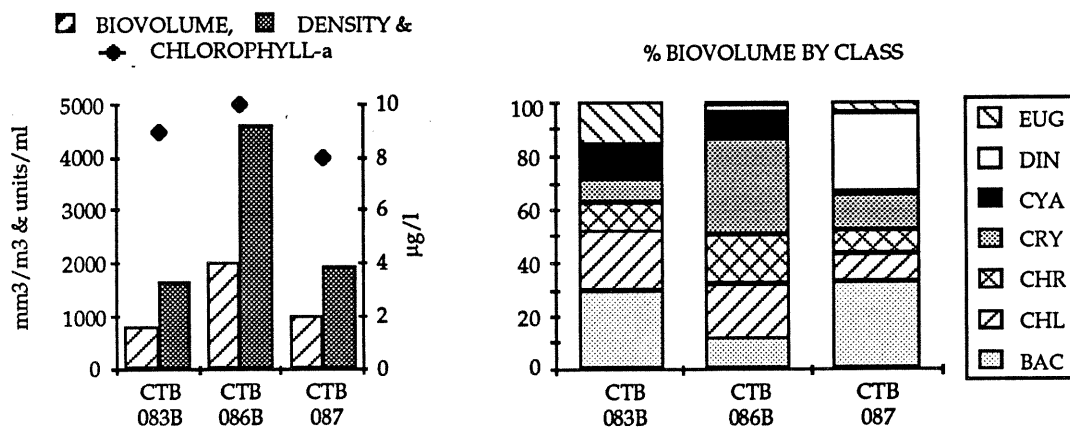 BIOVOLUME, DENSITY &
CHLOROPHYLL-a
mm3/m3 & units/ml
5000
4000
3000
2000
1000
0
10
8
6
4
2
0
µg/l
CTB
083B
CTB
086B
CTB
087
% BIOVOLUME BY CLASS
100
80
60
40
20
0
CTB
083B
CTB
086B
CTB
087
EUG
DIN
CYA
CRY
CHR
CHL
BAC